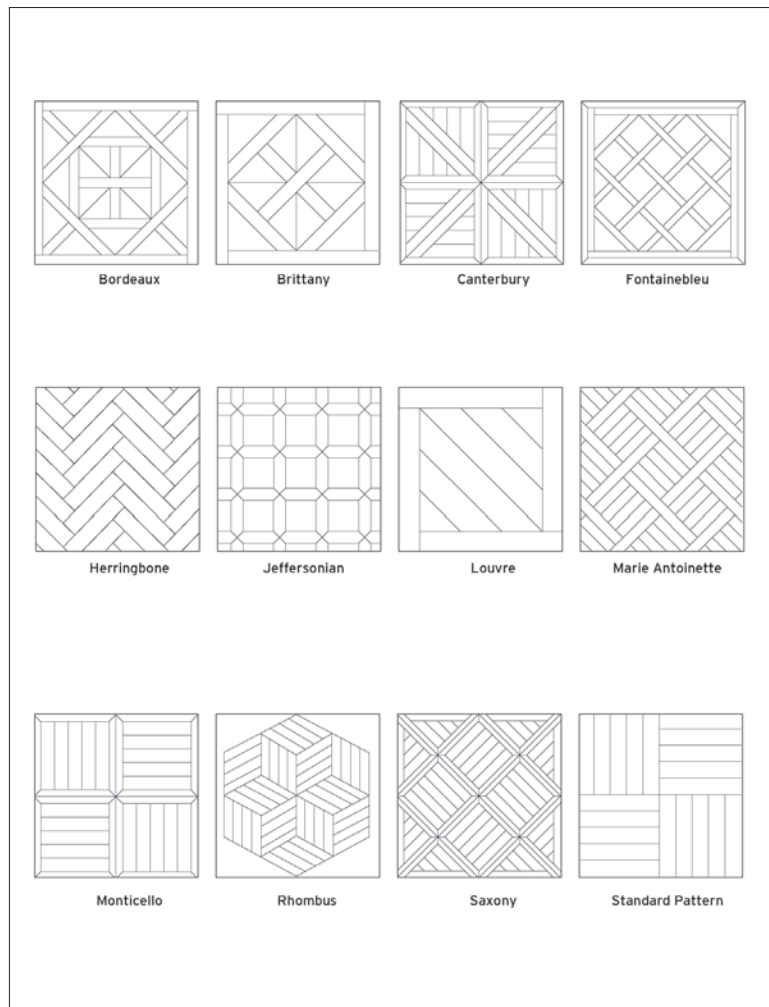 Bordeaux
Brittany
Canterbury
Fontainebleu
Herringbone
Jeffersonian
Louvre
Marie Antoinette
Monticello
Rhombus
Saxony
Standard Pattern